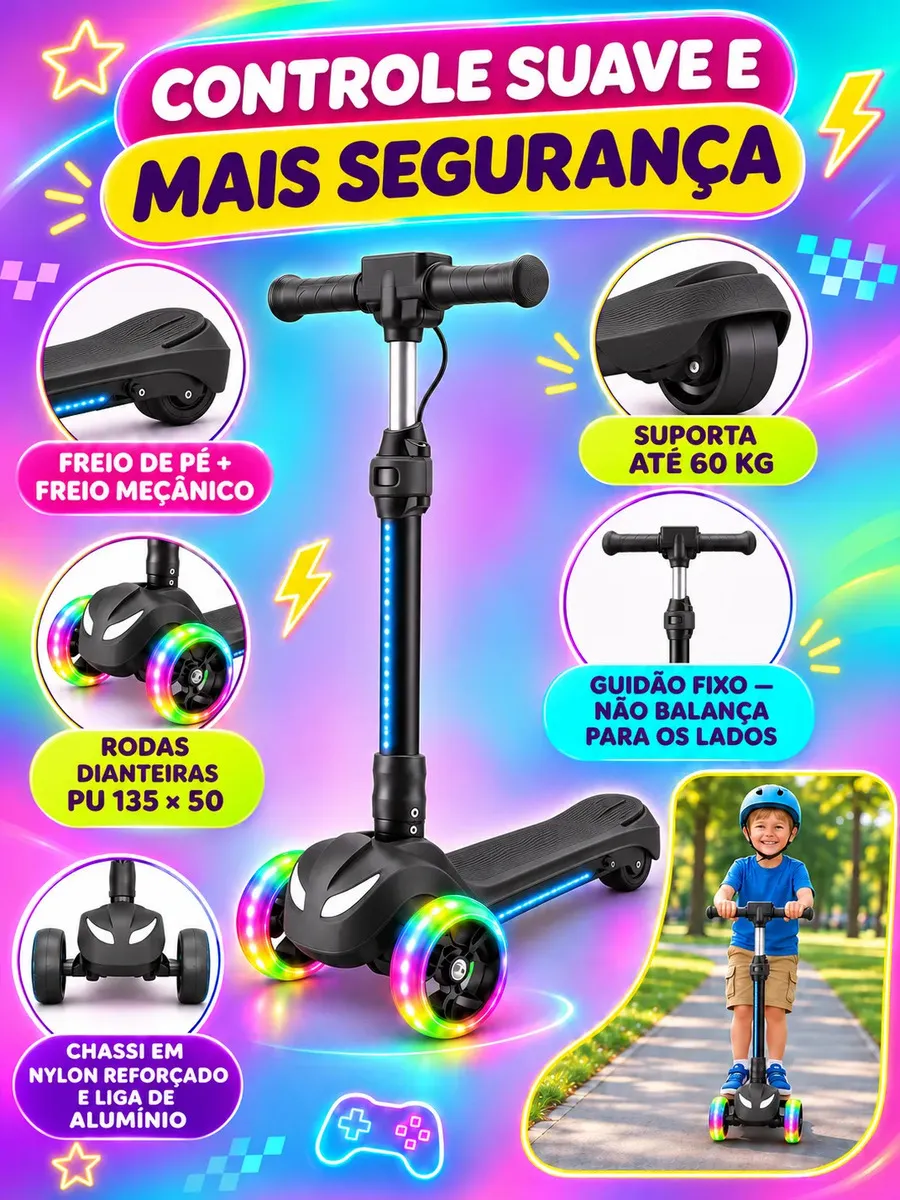 CONTROLE SUAVE E
MAIS SEGURANÇA
FREIO DE PÉ +
FREIO MEÇÂNICO
SUPORTA
ATÉ 60 KG
RODAS
DIANTEIRAS
PU 135 × 50
GUIDÃO FIXO –
NÃO BALANÇA
PARA OS LADOS
CHASSI EM
NYLON REFORÇADO
E LIGA DE
ALUMÍNIO